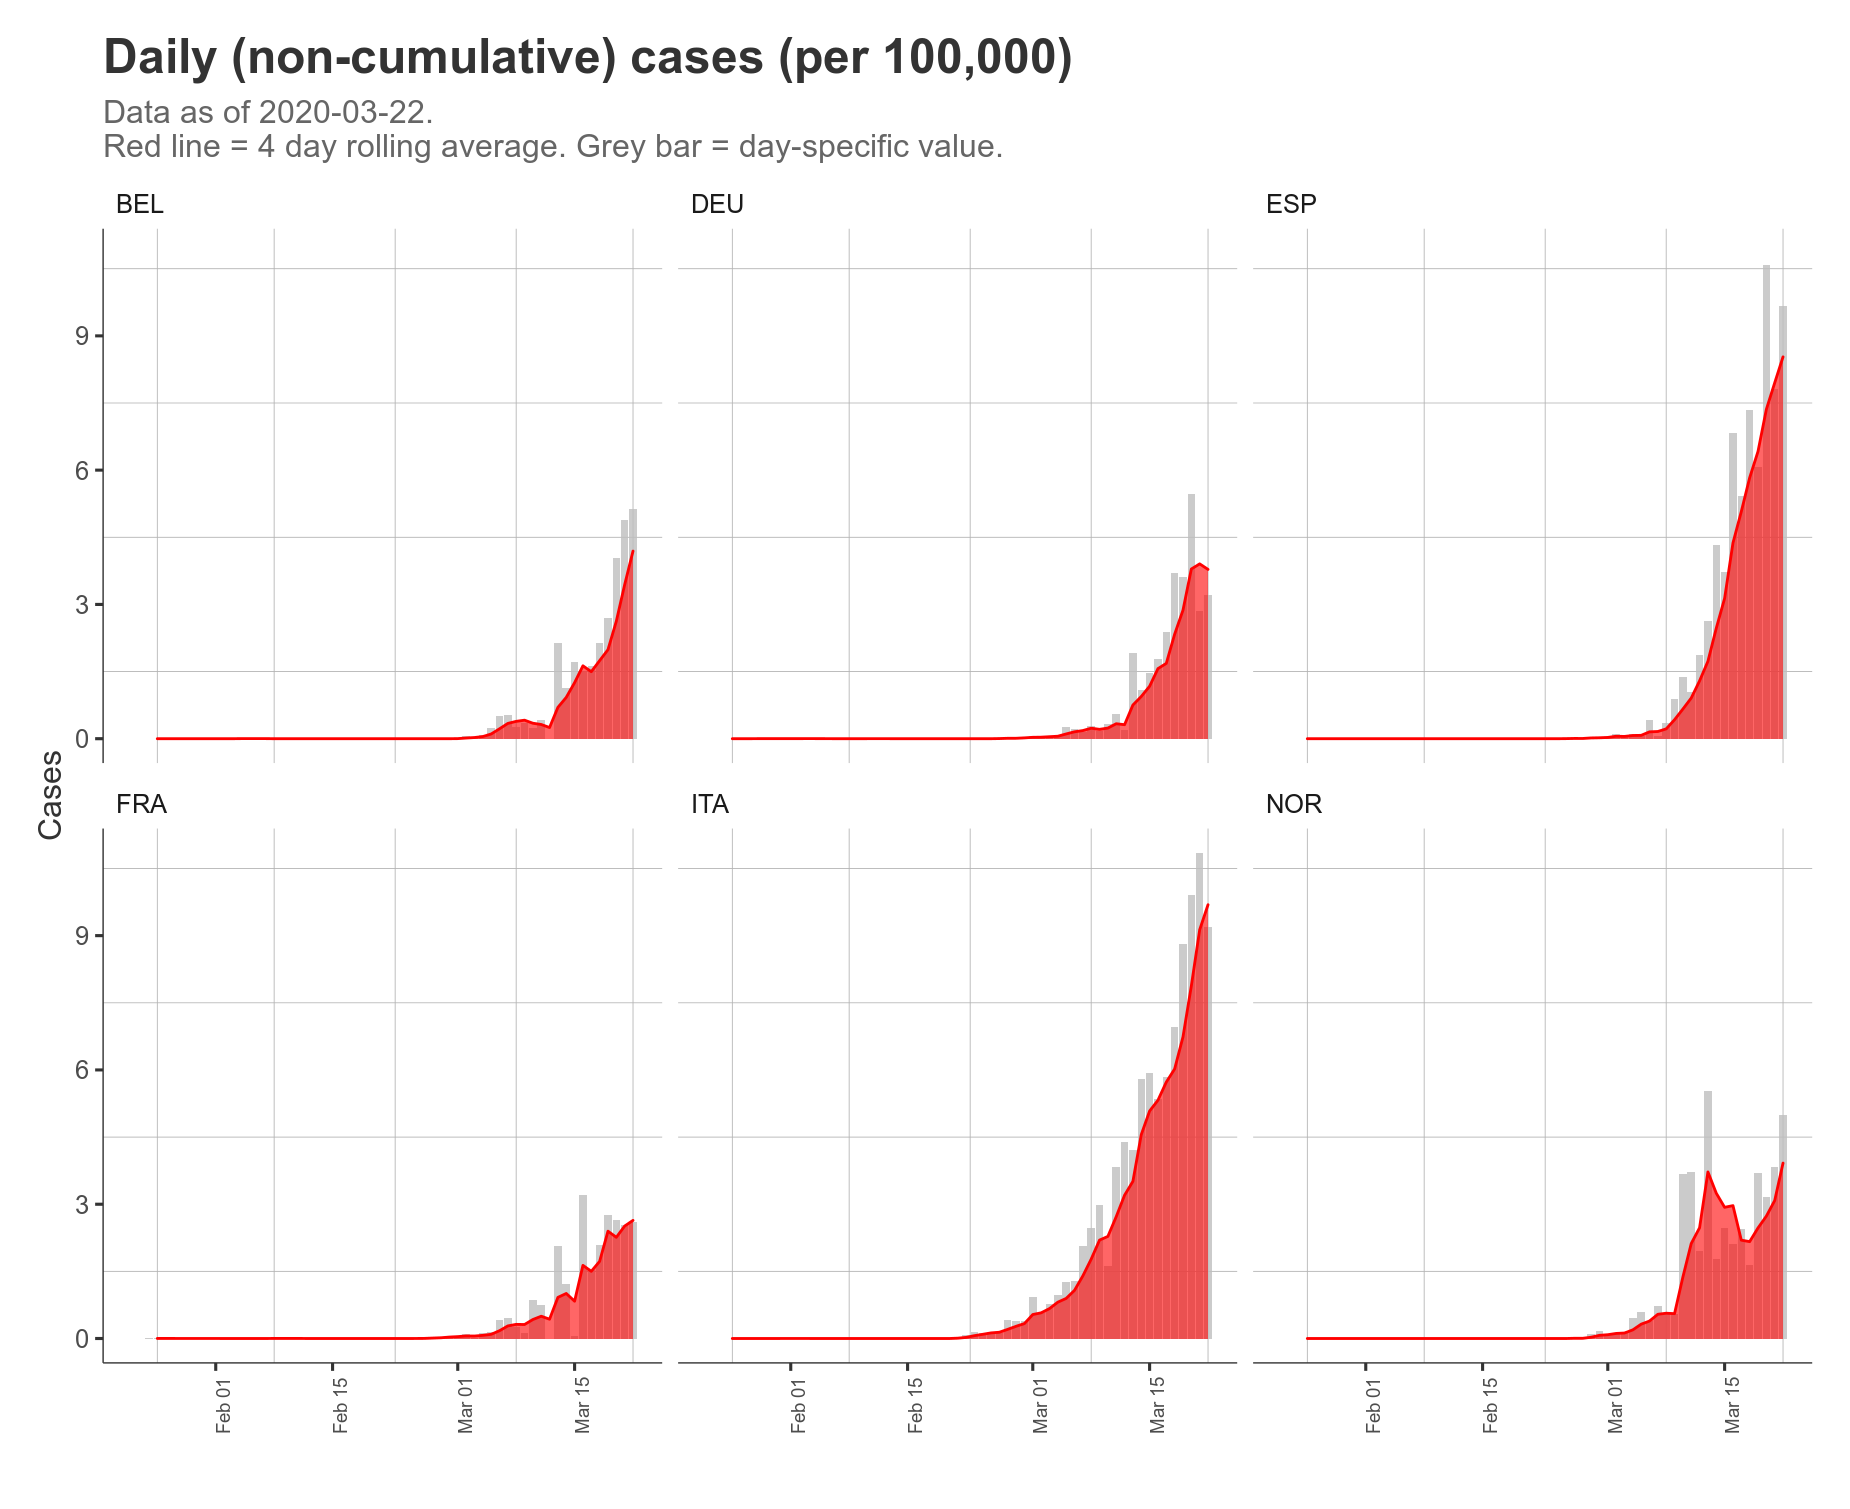 Daily (non-cumulative) cases (per 100,000)
Data as of 2020-03-22.
Red line = 4 day rolling average. Grey bar = day-specific value.
BEL
DEU
ESP
9
6
3
0
Cases
FRA
ITA
NOR
9
6
3
0
Feb 01
Feb 15
Mar 01
Mar 15
Feb 01
Feb 15
Mar 01
Mar 15
Feb 01
Feb 15
Mar 01
Mar 15